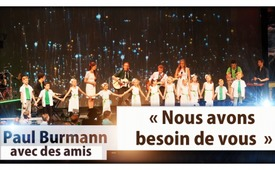 « Nous avons
besoin de vous »
Paul Burmann
avec des amis